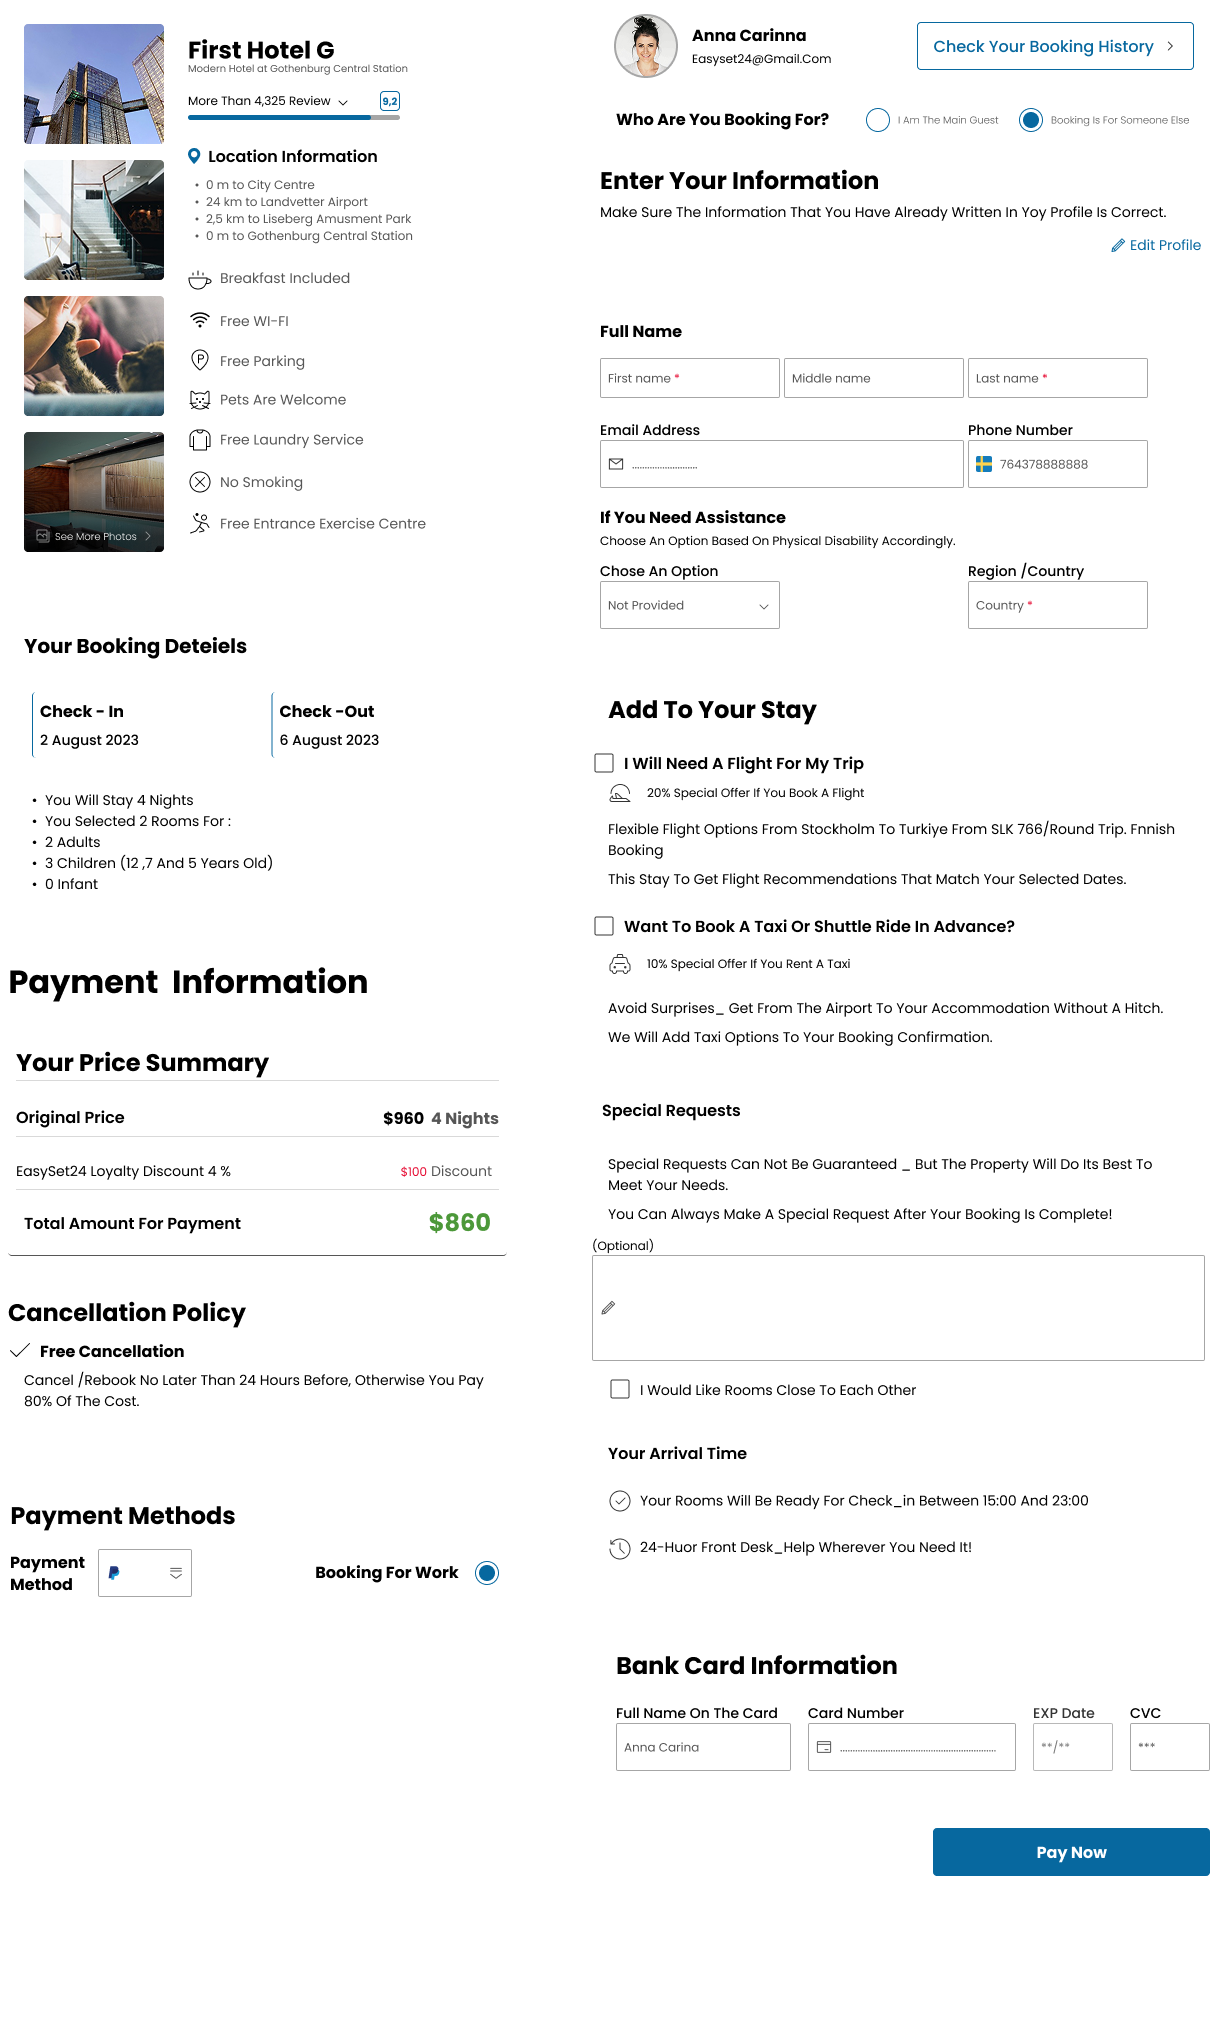 First Hotel G
Modern Hotel at Gothenburg Central Station
More Than 4,325 Review
9,2
Location Information
• 0 m to City Centre
• 24 km to Landvetter Airport
• 2,5 km to Liseberg Amusment Park
• 0 m to Gothenburg Central Station
Breakfast Included
Free WI-FI
Free Parking
Pets Are Welcome
Free Laundry Service
No Smoking
Free Entrance Exercise Centre
See More Photos
Your Booking Deteiels
Check - In
2 August 2023
Check -Out
6 August 2023
• You Will Stay 4 Nights
• You Selected 2 Rooms For :
• 2 Adults
• 3 Children (12 ,7 And 5 Years Old)
• 0 Infant
Payment Information
Your Price Summary
Original Price $960 4 Nights
EasySet24 Loyalty Discount 4 % $100 Discount
Total Amount For Payment $860
Cancellation Policy
Free Cancellation
Cancel /Rebook No Later Than 24 Hours Before, Otherwise You Pay
80% Of The Cost.
Payment Methods
Payment
Method
Booking For Work
Anna Carinna
Easyset24@Gmail.Com
Check Your Booking History
Who Are You Booking For?
I Am The Main Guest
Booking Is For Someone Else
Enter Your Information
Make Sure The Information That You Have Already Written In Yoy Profile Is Correct.
Edit Profile
Full Name
First name *
Middle name
Last name *
Email Address
Phone Number
764378888888
If You Need Assistance
Choose An Option Based On Physical Disability Accordingly.
Chose An Option
Region /Country
Not Provided
Country *
Add To Your Stay
I Will Need A Flight For My Trip
20% Special Offer If You Book A Flight
Flexible Flight Options From Stockholm To Turkiye From SLK 766/Round Trip. Fnnish
Booking
This Stay To Get Flight Recommendations That Match Your Selected Dates.
Want To Book A Taxi Or Shuttle Ride In Advance?
10% Special Offer If You Rent A Taxi
Avoid Surprises_ Get From The Airport To Your Accommodation Without A Hitch.
We Will Add Taxi Options To Your Booking Confirmation.
Special Requests
Special Requests Can Not Be Guaranteed _ But The Property Will Do Its Best To
Meet Your Needs.
You Can Always Make A Special Request After Your Booking Is Complete!
(Optional)
I Would Like Rooms Close To Each Other
Your Arrival Time
Your Rooms Will Be Ready For Check_in Between 15:00 And 23:00
24-Huor Front Desk_Help Wherever You Need It!
Bank Card Information
Full Name On The Card
Card Number
EXP Date
CVC
Anna Carina
**/**
***
Pay Now